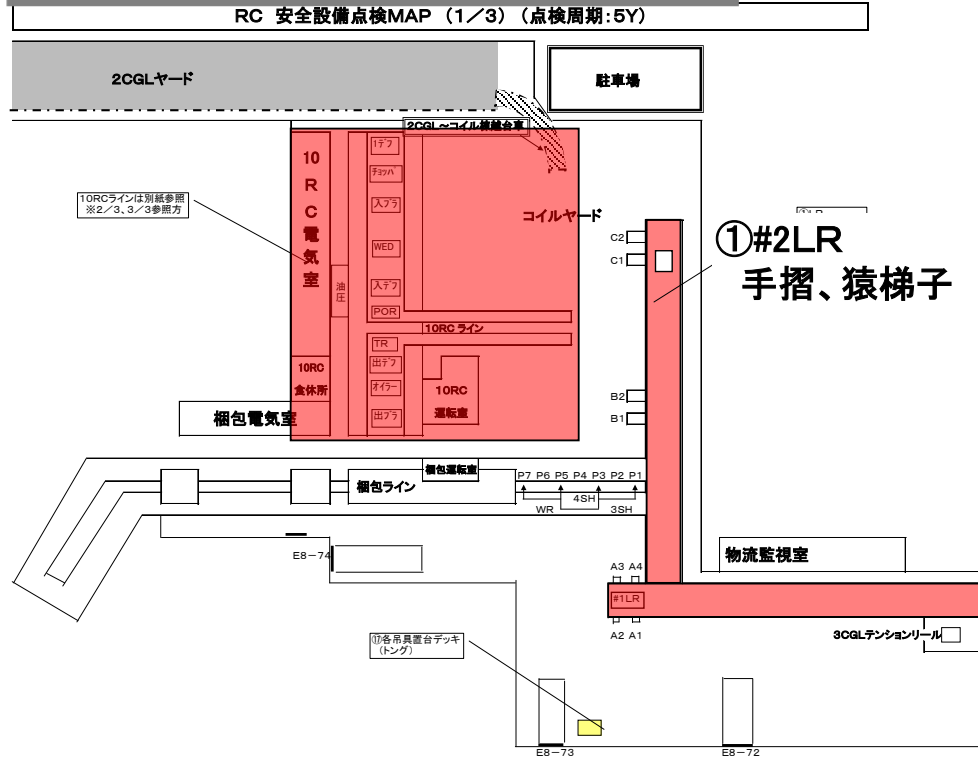 RC 安全設備点検MAP (1/3) (点検周期:5Y)
2CGLヤード
駐車場
2CGL～コイル横越台車
10RC電気室
1デフ
チョッパ
入プラ
WED
入デフ
POR
TR
出デフ
オイラー
出プラ
油圧
コイルヤード
10RCラインは別紙参照
※2/3、3/3参照方
C2
C1
①#2LR
手摺、猿梯子
10RC ライン
10RC
食休所
10RC
運転室
梱包電気室
B2
B1
梱包運転室
梱包ライン
P7 P6 P5 P4 P3 P2 P1
4SH
WR
3SH
E8-74
物流監視室
A3 A4
#1LR
A2 A1
3CGLテンションリール
⑰各吊具置台デッキ
(トング)
E8-73
E8-72